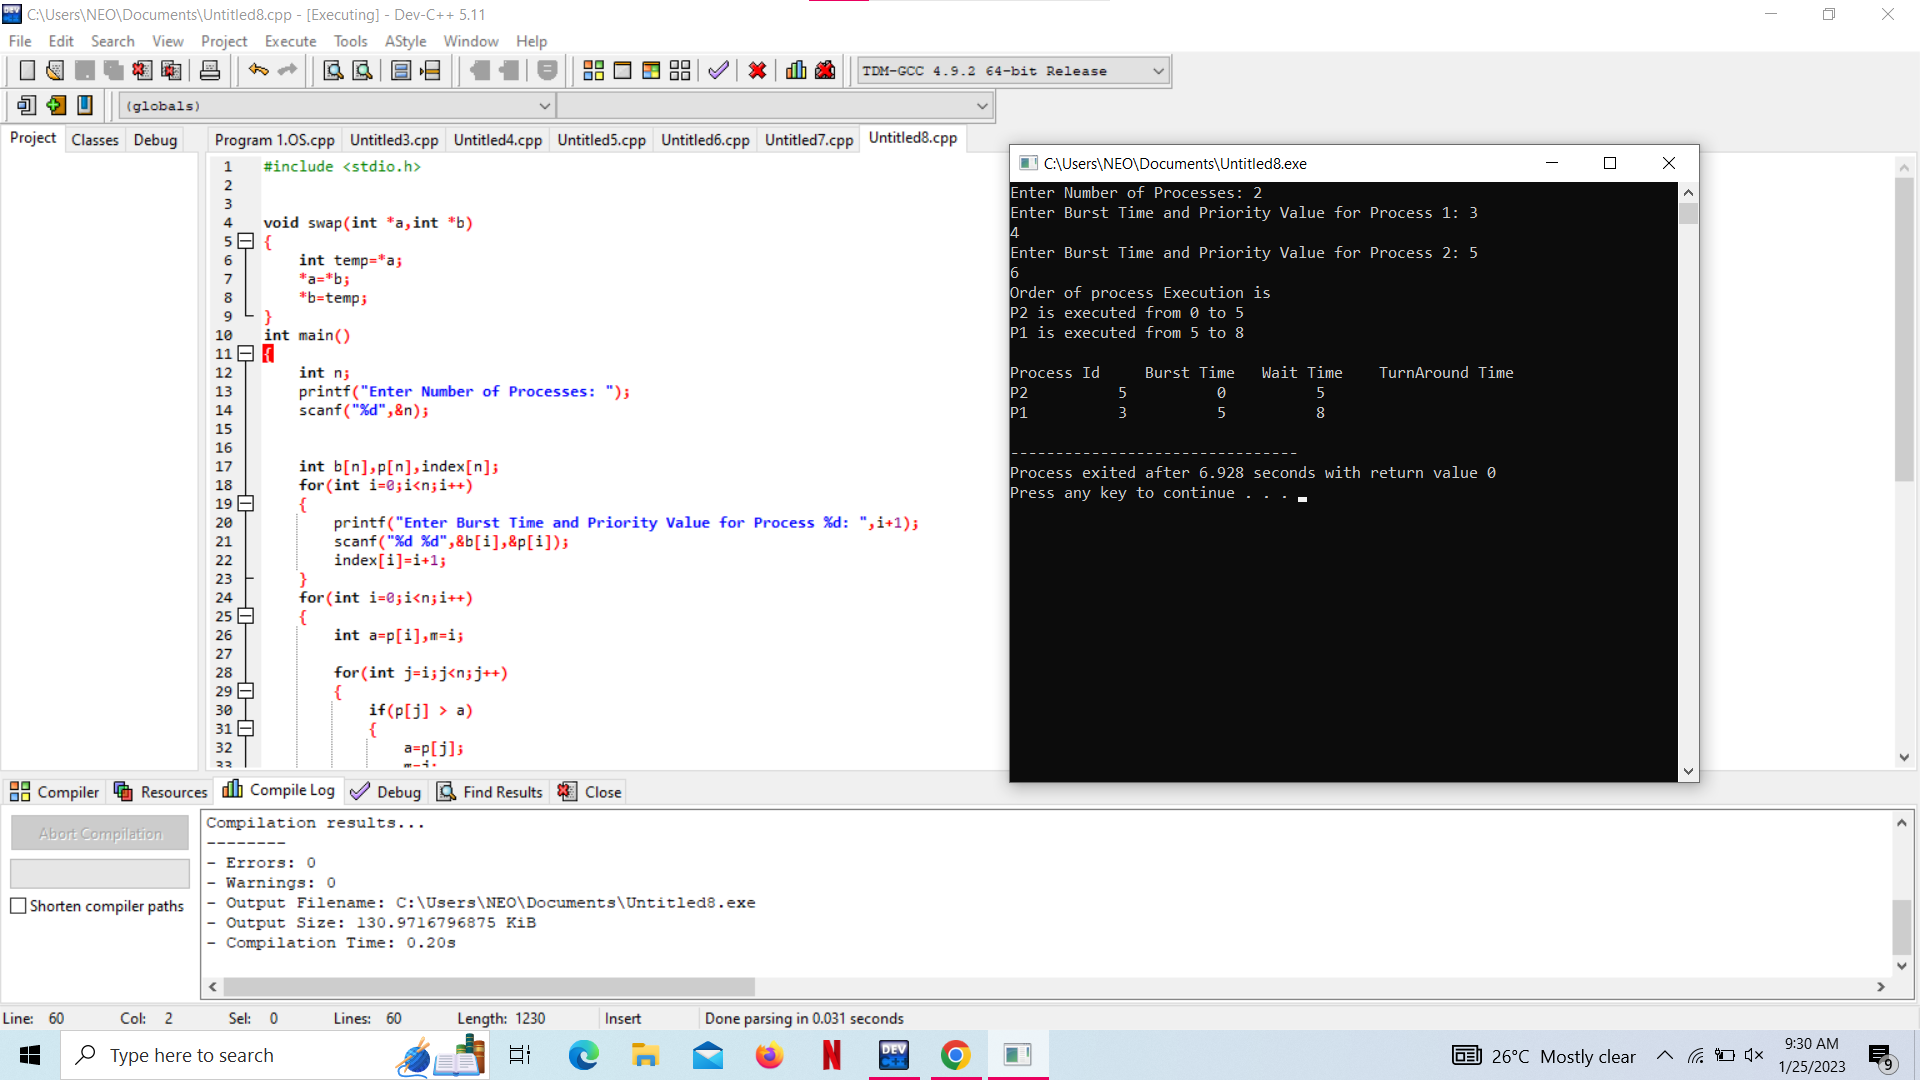 C:\Users\NEO\Documents\Untitled8.cpp - [Executing] - Dev-C++ 5.11
File Edit Search View Project Execute Tools AStyle Window Help
TDM-GCC 4.9.2 64-bit Release
(globals)
Project Classes Debug
Program 1.OS.cpp Untitled3.cpp Untitled4.cpp Untitled5.cpp Untitled6.cpp Untitled7.cpp Untitled8.cpp
1 #include <stdio.h>
2
3
4 void swap(int *a,int *b)
5 {
6 int temp=*a;
7 *a=*b;
8 *b=temp;
9 }
10 int main()
11 {
12 int n;
13 printf("Enter Number of Processes: ");
14 scanf("%d",&n);
15
16
17 int b[n],p[n],index[n];
18 for(int i=0;i<n;i++)
19 {
20 printf("Enter Burst Time and Priority Value for Process %d: ",i+1);
21 scanf("%d %d",&b[i],&p[i]);
22 index[i]=i+1;
23 }
24 for(int i=0;i<n;i++)
25 {
26 int a=p[i],m=i;
27
28 for(int j=i;j<n;j++)
29 {
30 if(p[j] > a)
31 {
32 a=p[j];
33 m=j;
C:\Users\NEO\Documents\Untitled8.exe
Enter Number of Processes: 2
Enter Burst Time and Priority Value for Process 1: 3
4
Enter Burst Time and Priority Value for Process 2: 5
6
Order of process Execution is
P2 is executed from 0 to 5
P1 is executed from 5 to 8
Process Id Burst Time Wait Time TurnAround Time
P2 5 0 5
P1 3 5 8
--------------------------------
Process exited after 6.928 seconds with return value 0
Press any key to continue . . .
Compiler Resources Compile Log Debug Find Results Close
Abort Compilation
Shorten compiler paths
Compilation results...
--------
- Errors: 0
- Warnings: 0
- Output Filename: C:\Users\NEO\Documents\Untitled8.exe
- Output Size: 130.9716796875 KiB
- Compilation Time: 0.20s
Line: 60 Col: 2 Sel: 0 Lines: 60 Length: 1230 Insert Done parsing in 0.031 seconds
Type here to search
DEV C++
26°C Mostly clear
9:30 AM
1/25/2023
9